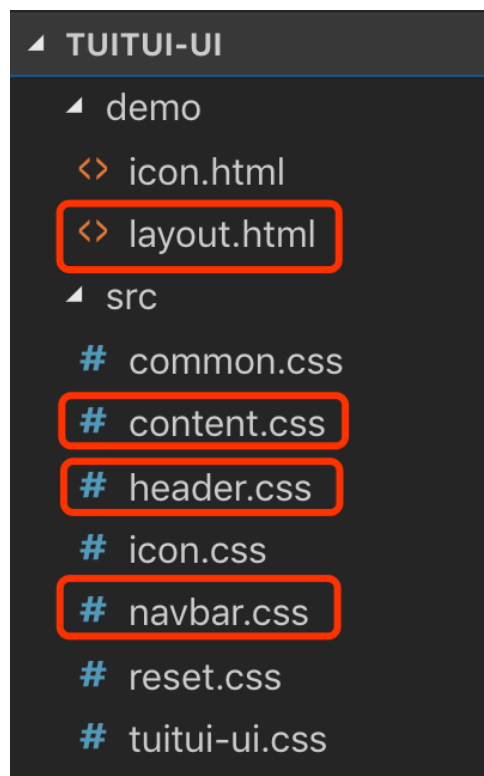 TUITUI-UI
demo
<> icon.html
<> layout.html
src
# common.css
# content.css
# header.css
# icon.css
# navbar.css
# reset.css
# tuitui-ui.css